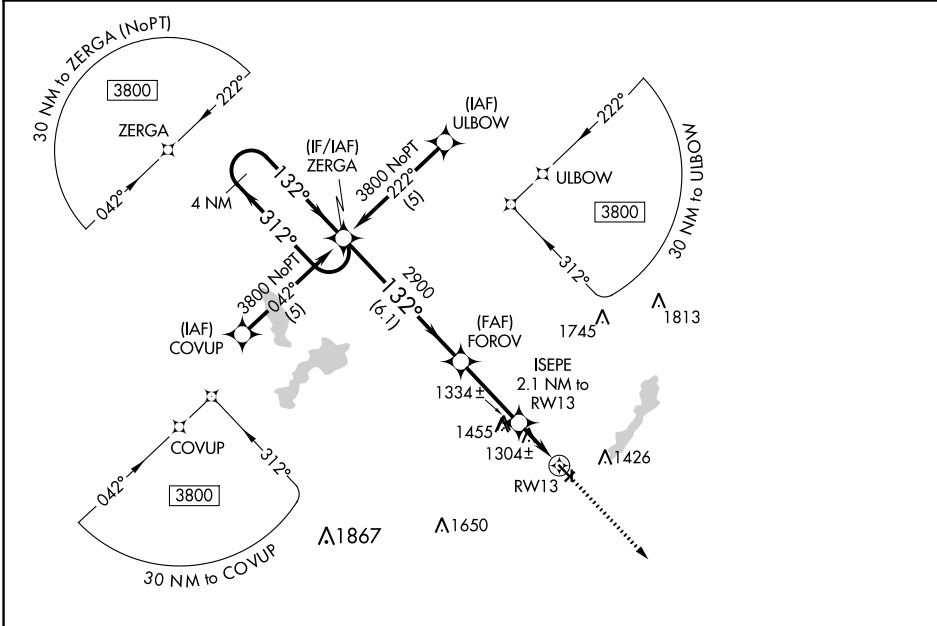 30 NM to ZERGA (NoPT)
3800
222°
ZERGA
042°
(IAF)
ULBOW
(IF/IAF)
ZERGA
3800 NoPT
222°
(5)
132°
4 NM
312°
3800 NoPT
042°
(5)
(IAF)
COVUP
2900
132°
(6.1)
(FAF)
FOROV
ISEPE
2.1 NM to
RW13
1334±
1455
1304±
RW13
1426
222°
ULBOW
3800
312°
30 NM to ULBOW
1745
1813
COVUP
042°
312°
3800
30 NM to COVUP
1867
1650